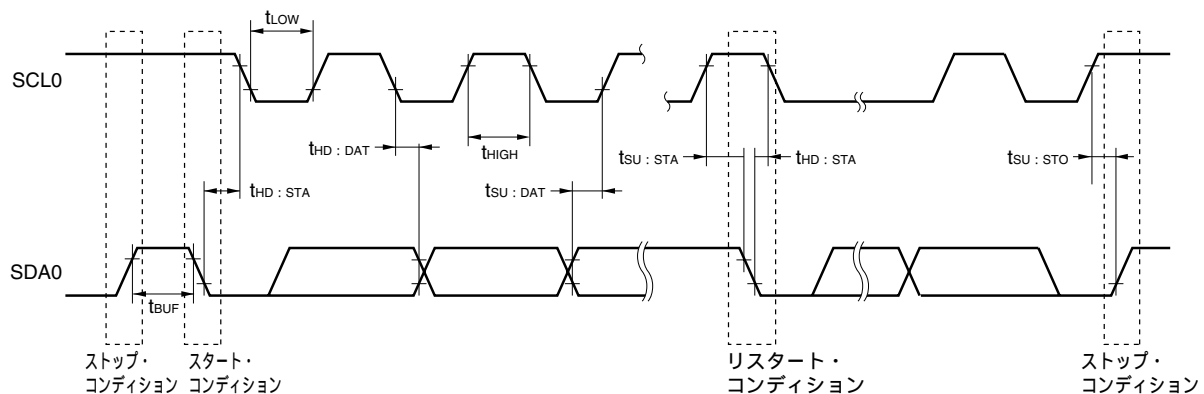 tLOW
SCL0
tHD : DAT
tHIGH
tSU : STA
tHD : STA
tSU : STO
tHD : STA
tSU : DAT
SDA0
tBUF
ストップ・
コンディション
スタート・
コンディション
リスタート・
コンディション
ストップ・
コンディション